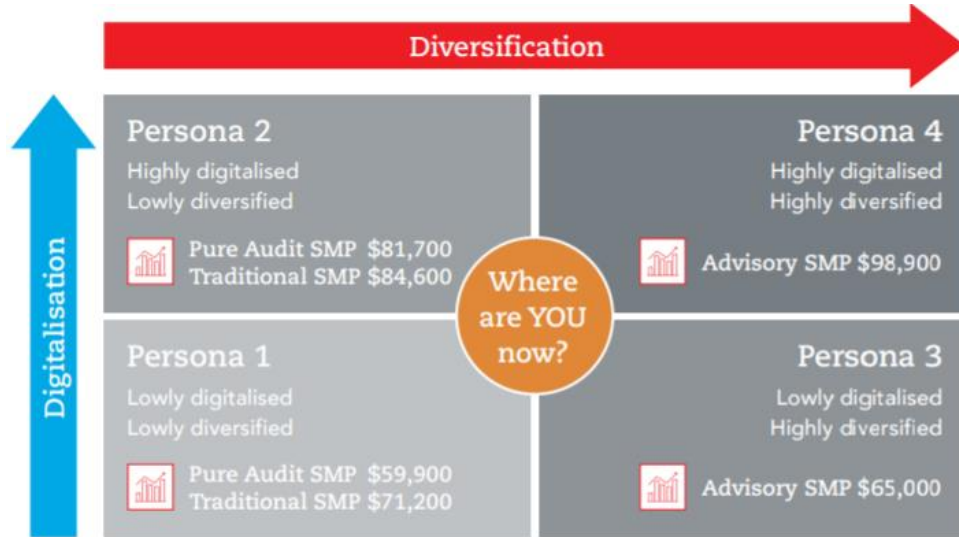 Diversification
Digitalisation
Persona 2
Highly digitalised
Lowly diversified
Pure Audit SMP $81,700
Traditional SMP $84,600
Persona 4
Highly digitalised
Highly diversified
Advisory SMP $98,900
Where
are YOU
now?
Persona 1
Lowly digitalised
Lowly diversified
Pure Audit SMP $59,900
Traditional SMP $71,200
Persona 3
Lowly digitalised
Highly diversified
Advisory SMP $65,000